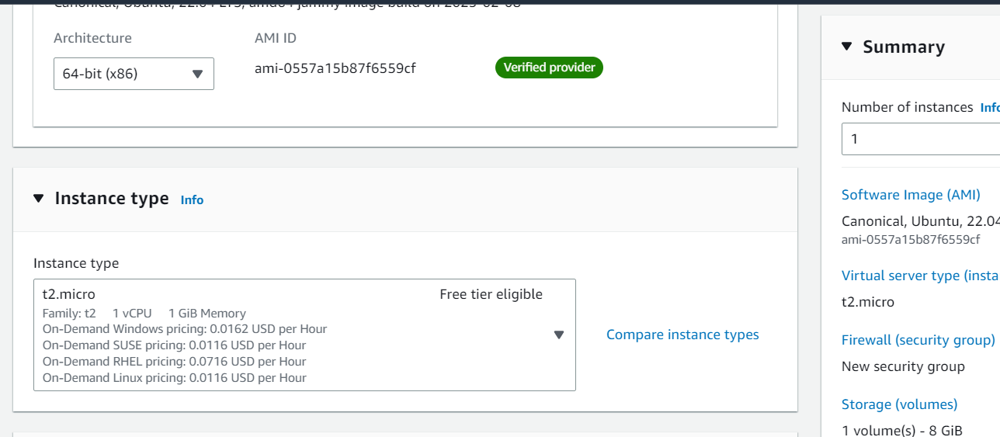 Canonical, Ubuntu, 22.04 LTS, amd64 jammy image build on 2023-02-08
Architecture
AMI ID
64-bit (x86)
ami-0557a15b87f6559cf
Verified provider
Instance type Info
Instance type
t2.micro
Free tier eligible
Family: t2 1 vCPU 1 GiB Memory
On-Demand Windows pricing: 0.0162 USD per Hour
On-Demand SUSE pricing: 0.0116 USD per Hour
On-Demand RHEL pricing: 0.0716 USD per Hour
On-Demand Linux pricing: 0.0116 USD per Hour
Compare instance types
Summary
Number of instances Info
1
Software Image (AMI)
Canonical, Ubuntu, 22.04
ami-0557a15b87f6559cf
Virtual server type (insta
t2.micro
Firewall (security group)
New security group
Storage (volumes)
1 volume(s) - 8 GiB